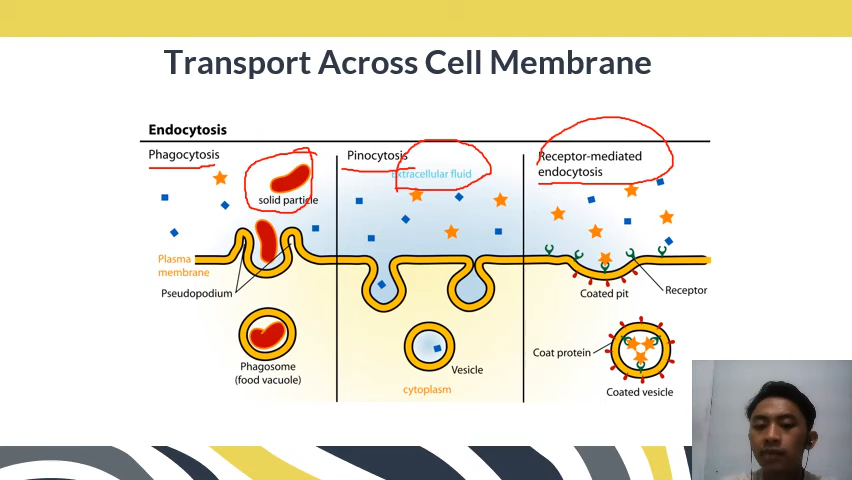 Transport Across Cell Membrane
Endocytosis
Phagocytosis
solid particle
Plasma
membrane
Pseudopodium
Phagosome
(food vacuole)
Pinocytosis
extracellular fluid
Vesicle
cytoplasm
Receptor-mediated
endocytosis
Coated pit
Receptor
Coat protein
Coated vesicle